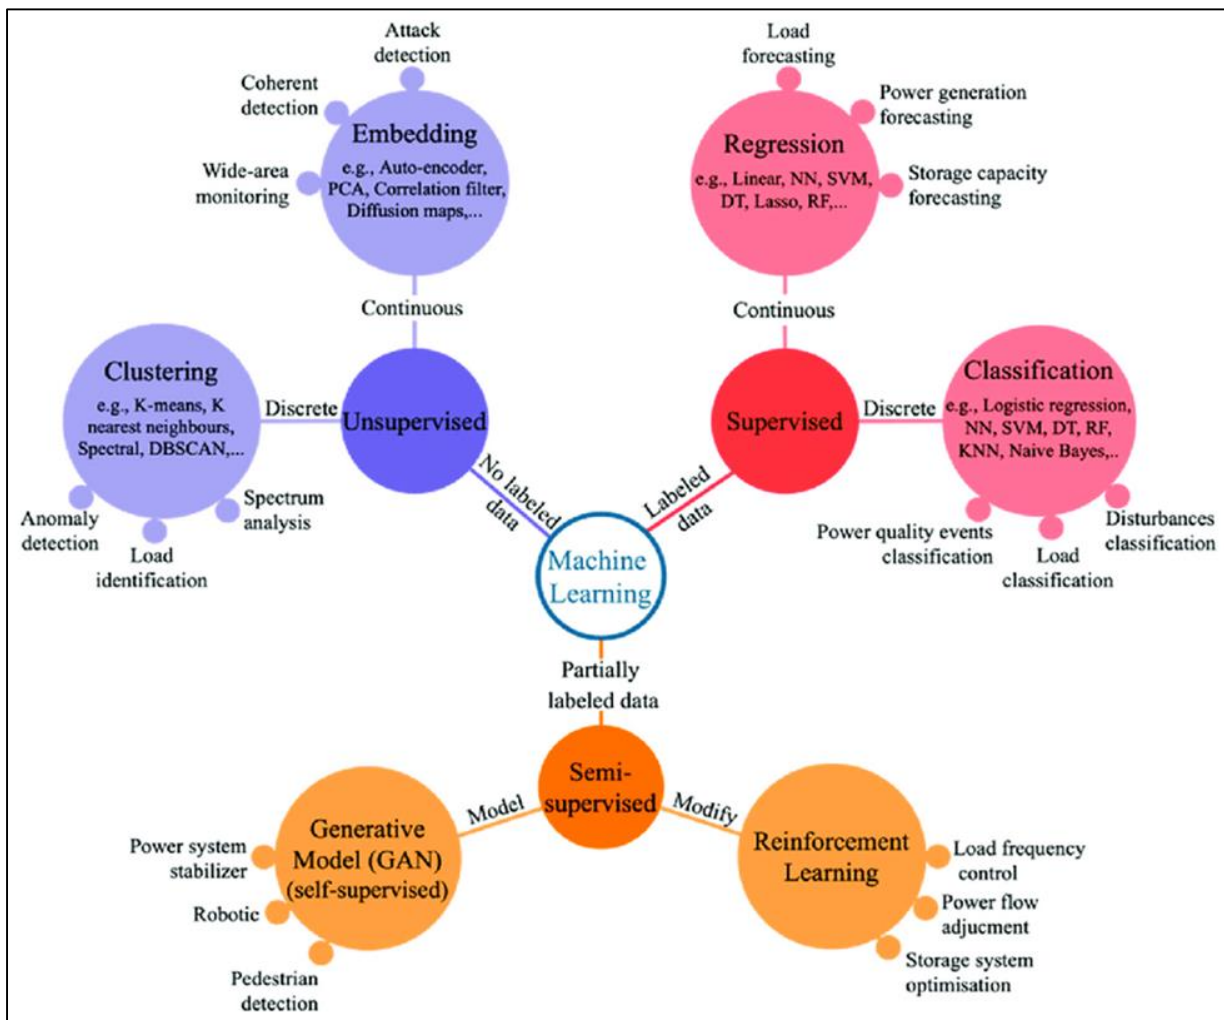 Attack
detection
Coherent
detection
Wide-area
monitoring
Embedding
e.g., Auto-encoder,
PCA, Correlation filter,
Diffusion maps,...
Continuous
Load
forecasting
Power generation
forecasting
Storage capacity
forecasting
Regression
e.g., Linear, NN, SVM,
DT, Lasso, RF,...
Continuous
Clustering
e.g., K-means, K
nearest neighbours,
Spectral, DBSCAN,...
Discrete
Unsupervised
Anomaly
detection
Load
identification
Spectrum
analysis
No labeled
data
Supervised
Discrete
Classification
e.g., Logistic regression,
NN, SVM, DT, RF,
KNN, Naive Bayes,..
Labeled
data
Power quality events
classification
Load
classification
Disturbances
classification
Machine
Learning
Partially
labeled data
Semi-
supervised
Model
Modify
Generative
Model (GAN)
(self-supervised)
Power system
stabilizer
Robotic
Pedestrian
detection
Reinforcement
Learning
Load frequency
control
Power flow
adjucment
Storage system
optimisation